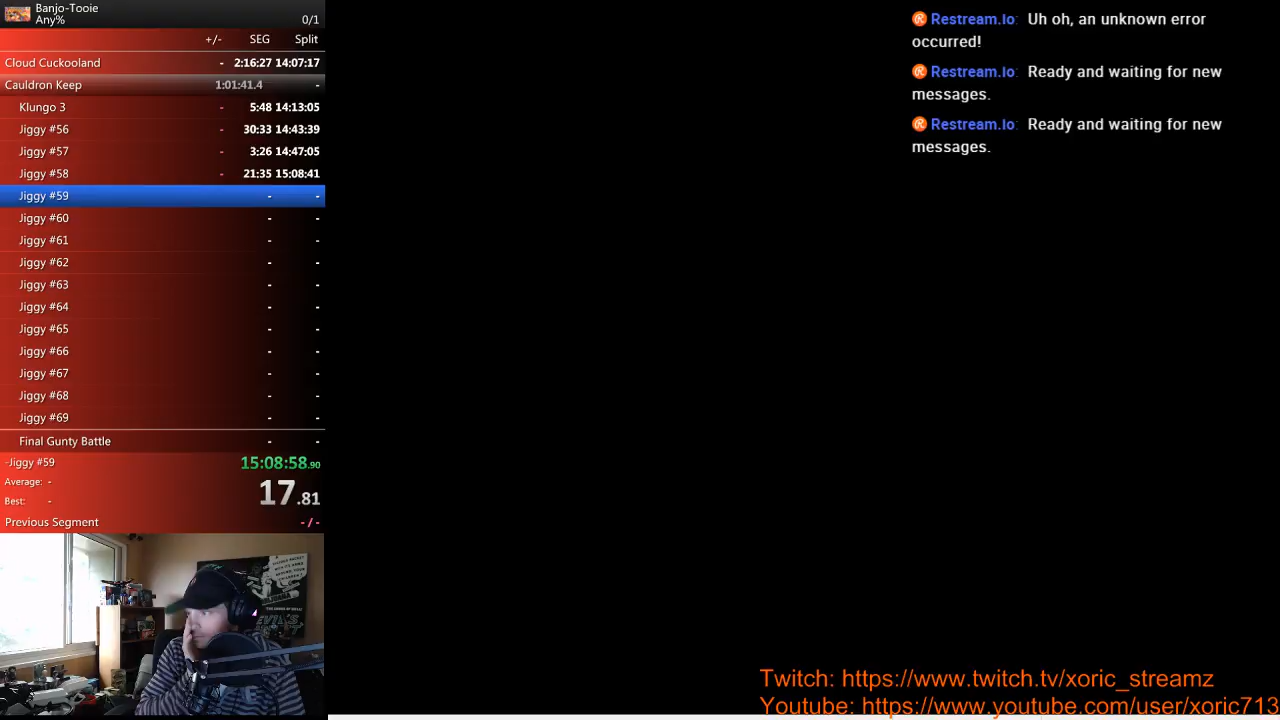 Banjo-Tooie
Any%
0/1
+/- SEG Split
Cloud Cuckooland - 2:16:27 14:07:17
Cauldron Keep 1:01:41.4 -
Klungo 3 - 5:48 14:13:05
Jiggy #56 - 30:33 14:43:39
Jiggy #57 - 3:26 14:47:05
Jiggy #58 - 21:35 15:08:41
Jiggy #59 - -
Jiggy #60 - -
Jiggy #61 - -
Jiggy #62 - -
Jiggy #63 - -
Jiggy #64 - -
Jiggy #65 - -
Jiggy #66 - -
Jiggy #67 - -
Jiggy #68 - -
Jiggy #69 - -
Final Gunty Battle - -
-Jiggy #59 15:08:58.90
Average: -
Best: -
17.81
Previous Segment - / -
Restream.io: Uh oh, an unknown error
occurred!
Restream.io: Ready and waiting for new
messages.
Restream.io: Ready and waiting for new
messages.
Twitch: https://www.twitch.tv/xoric_streamz
Youtube: https://www.youtube.com/user/xoric713